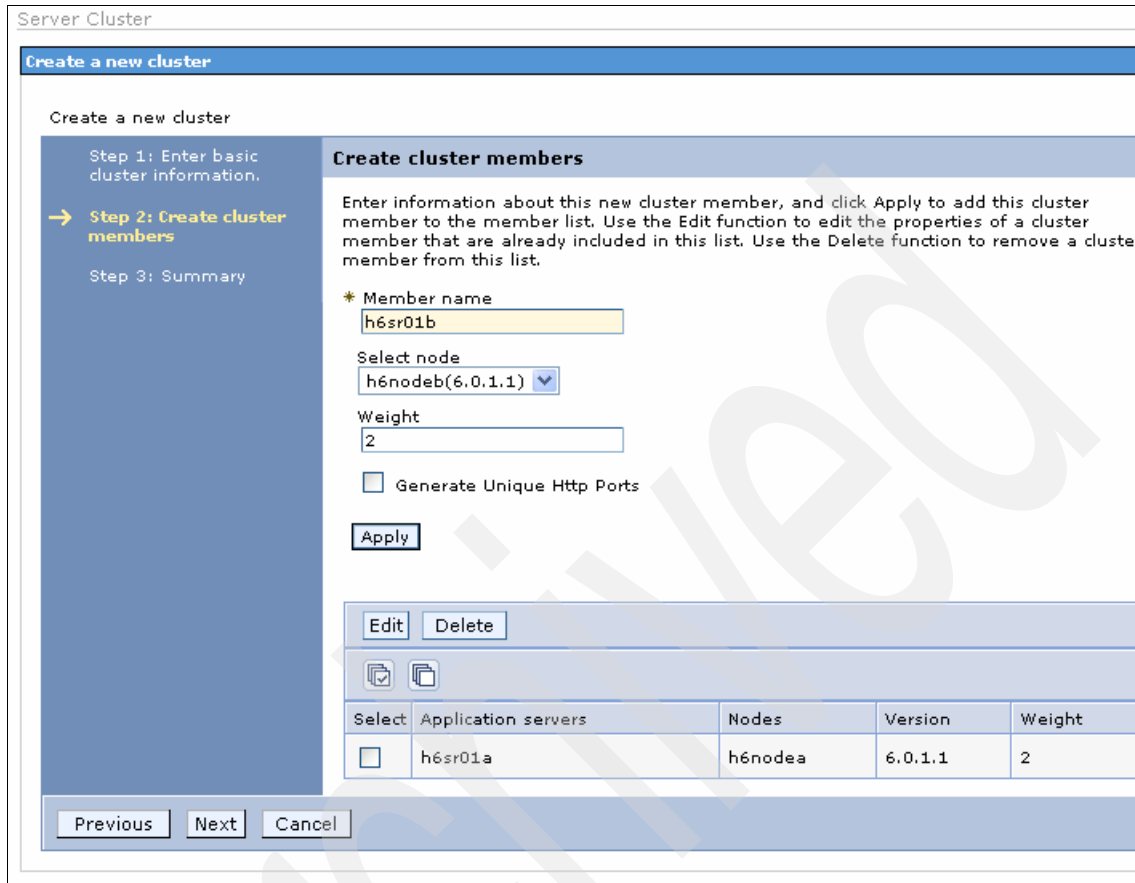 Server Cluster
Create a new cluster
Create a new cluster
Step 1: Enter basic
cluster information.
Step 2: Create cluster
members
Step 3: Summary
Create cluster members
Enter information about this new cluster member, and click Apply to add this cluster
member to the member list. Use the Edit function to edit the properties of a cluster
member that are already included in this list. Use the Delete function to remove a cluste
member from this list.
* Member name
h6sr01b
Select node
h6nodeb(6.0.1.1)
Weight
2
Generate Unique Http Ports
Apply
Edit Delete
Select Application servers Nodes Version Weight
h6sr01a h6nodea 6.0.1.1 2
Previous Next Cancel
hived